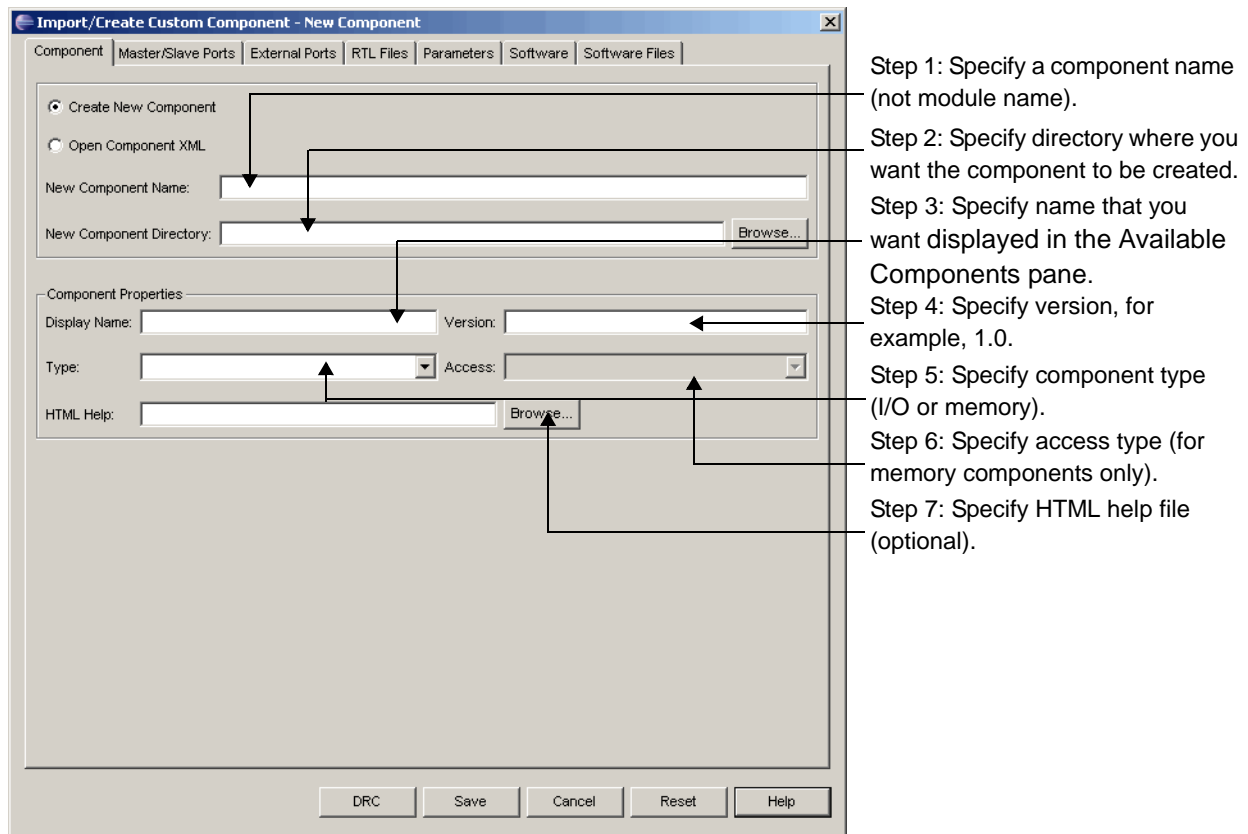 Import/Create Custom Component - New Component
Component Master/Slave Ports External Ports RTL Files Parameters Software Software Files
Create New Component
Open Component XML
New Component Name:
New Component Directory: Browse...
Component Properties
Display Name: Version:
Type: Access:
HTML Help: Browse...
DRC Save Cancel Reset Help
Step 1: Specify a component name
(not module name).
Step 2: Specify directory where you
want the component to be created.
Step 3: Specify name that you
want displayed in the Available
Components pane.
Step 4: Specify version, for
example, 1.0.
Step 5: Specify component type
(I/O or memory).
Step 6: Specify access type (for
memory components only).
Step 7: Specify HTML help file
(optional).